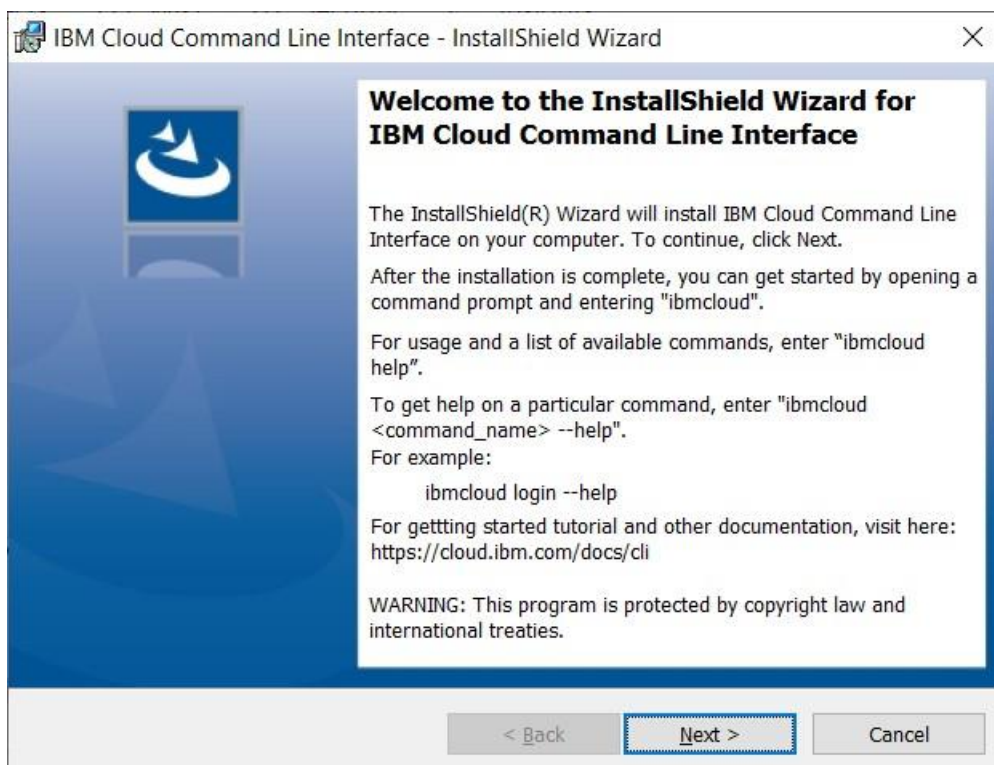 IBM Cloud Command Line Interface - InstallShield Wizard
Welcome to the InstallShield Wizard for
IBM Cloud Command Line Interface
The InstallShield(R) Wizard will install IBM Cloud Command Line
Interface on your computer. To continue, click Next.
After the installation is complete, you can get started by opening a
command prompt and entering "ibmcloud".
For usage and a list of available commands, enter “ibmcloud
help”.
To get help on a particular command, enter "ibmcloud
<command_name> --help".
For example:
ibmcloud login --help
For gettting started tutorial and other documentation, visit here:
https://cloud.ibm.com/docs/cli
WARNING: This program is protected by copyright law and
international treaties.
< Back
Next >
Cancel